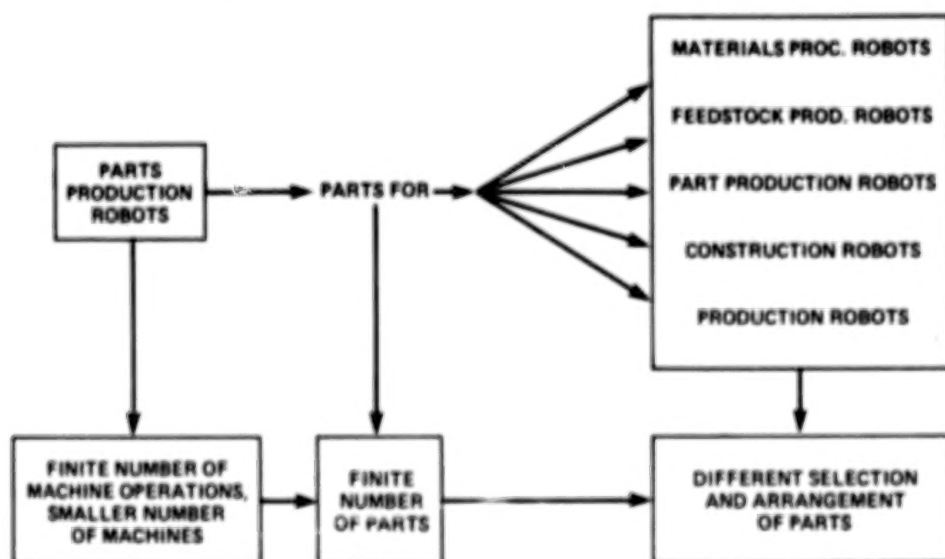 MATERIALS PROC. ROBOTS
FEEDSTOCK PROD. ROBOTS
PARTS
PRODUCTION
ROBOTS
PARTS FOR
PART PRODUCTION ROBOTS
CONSTRUCTION ROBOTS
PRODUCTION ROBOTS
FINITE NUMBER OF
MACHINE OPERATIONS,
SMALLER NUMBER
OF MACHINES
FINITE
NUMBER
OF PARTS
DIFFERENT SELECTION
AND ARRANGEMENT
OF PARTS